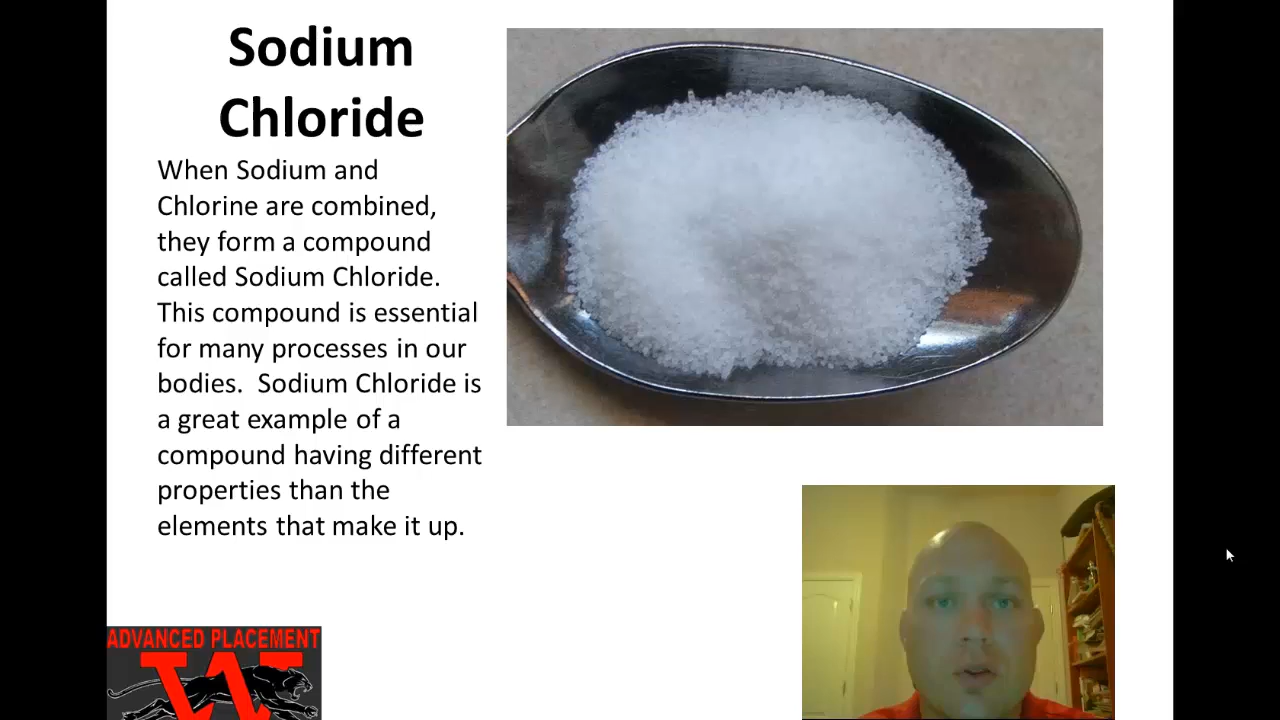 Sodium
Chloride
When Sodium and
Chlorine are combined,
they form a compound
called Sodium Chloride.
This compound is essential
for many processes in our
bodies.  Sodium Chloride is
a great example of a
compound having different
properties than the
elements that make it up.
ADVANCED PLACEMENT
W